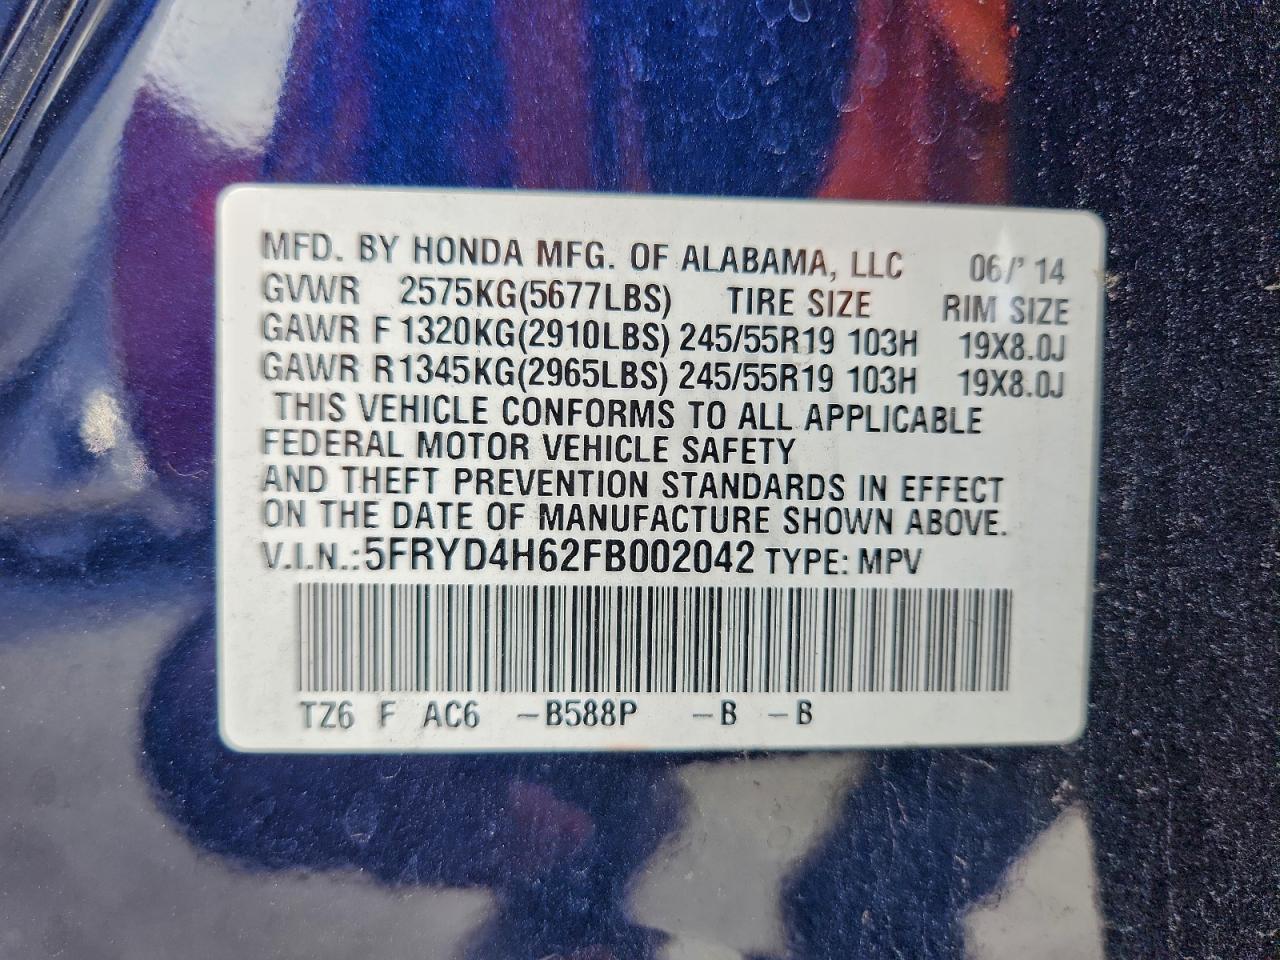 MFD. BY HONDA MFG. OF ALABAMA, LLC 06/'14
GVWR 2575KG(5677LBS) TIRE SIZE RIM SIZE
GAWR F 1320KG(2910LBS) 245/55R19 103H 19X8.0J
GAWR R1345KG(2965LBS) 245/55R19 103H 19X8.0J
THIS VEHICLE CONFORMS TO ALL APPLICABLE
FEDERAL MOTOR VEHICLE SAFETY
AND THEFT PREVENTION STANDARDS IN EFFECT
ON THE DATE OF MANUFACTURE SHOWN ABOVE.
V.I.N.:5FRYD4H62FB002042 TYPE: MPV
TZ6 F AC6 -B588P -B -B